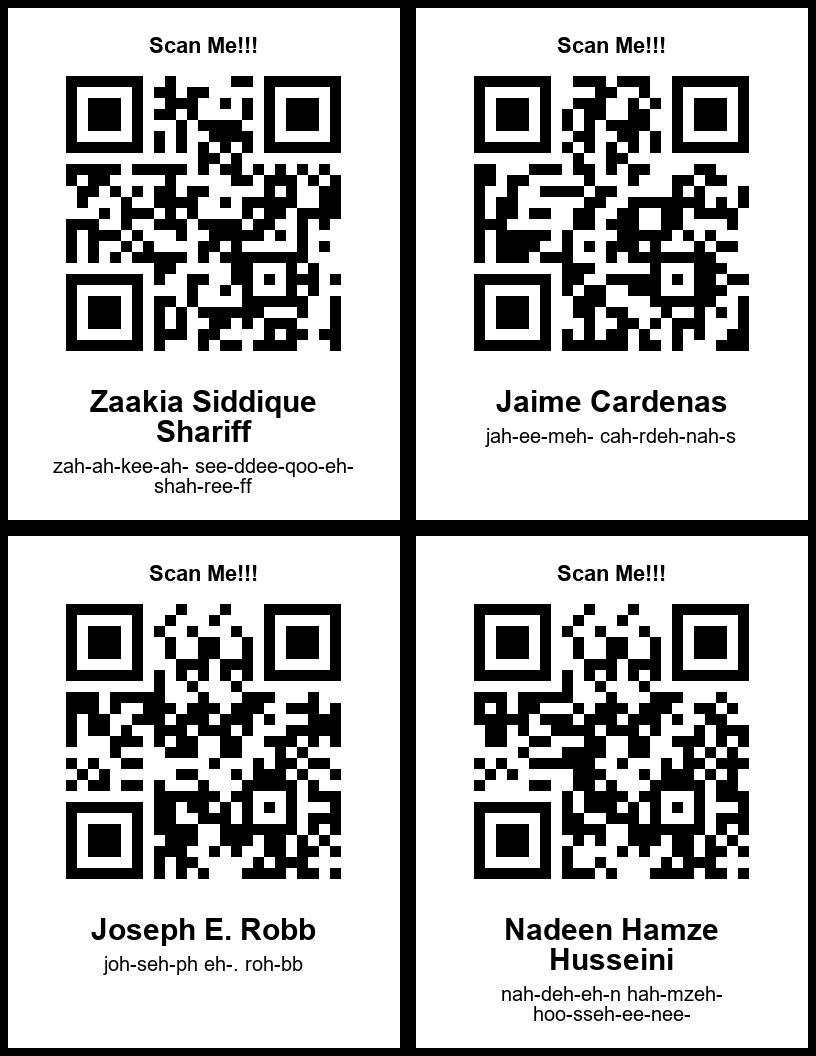 Scan Me!!!
Zaakia Siddique
Shariff
zah-ah-kee-ah- see-ddee-qoo-eh-
shah-ree-ff
Scan Me!!!
Jaime Cardenas
jah-ee-meh- cah-rdeh-nah-s
Scan Me!!!
Joseph E. Robb
joh-seh-ph eh-. roh-bb
Scan Me!!!
Nadeen Hamze
Husseini
nah-deh-eh-n hah-mzeh-
hoo-sseh-ee-nee-